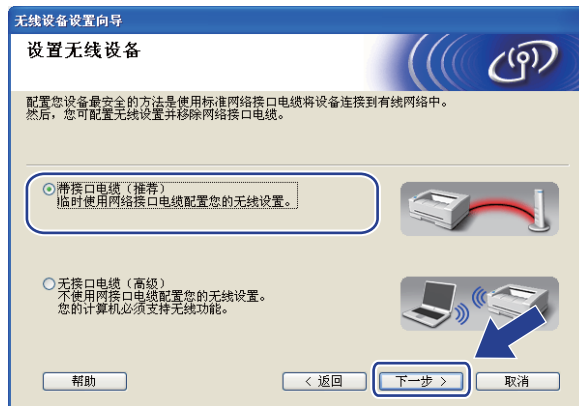 无线设备设置向导
设置无线设备
配置您设备最安全的方法是使用标准网络接口电缆将设备连接到有线网络中。
然后，您可配置无线设置并移除网络接口电缆。
带接口电缆（推荐）
临时使用网络接口电缆配置您的无线设置。
无接口电缆（高级）
不使用网接口电缆配置您的无线设置。
您的计算机必须支持无线功能。
帮助
< 返回
下一步 >
取消